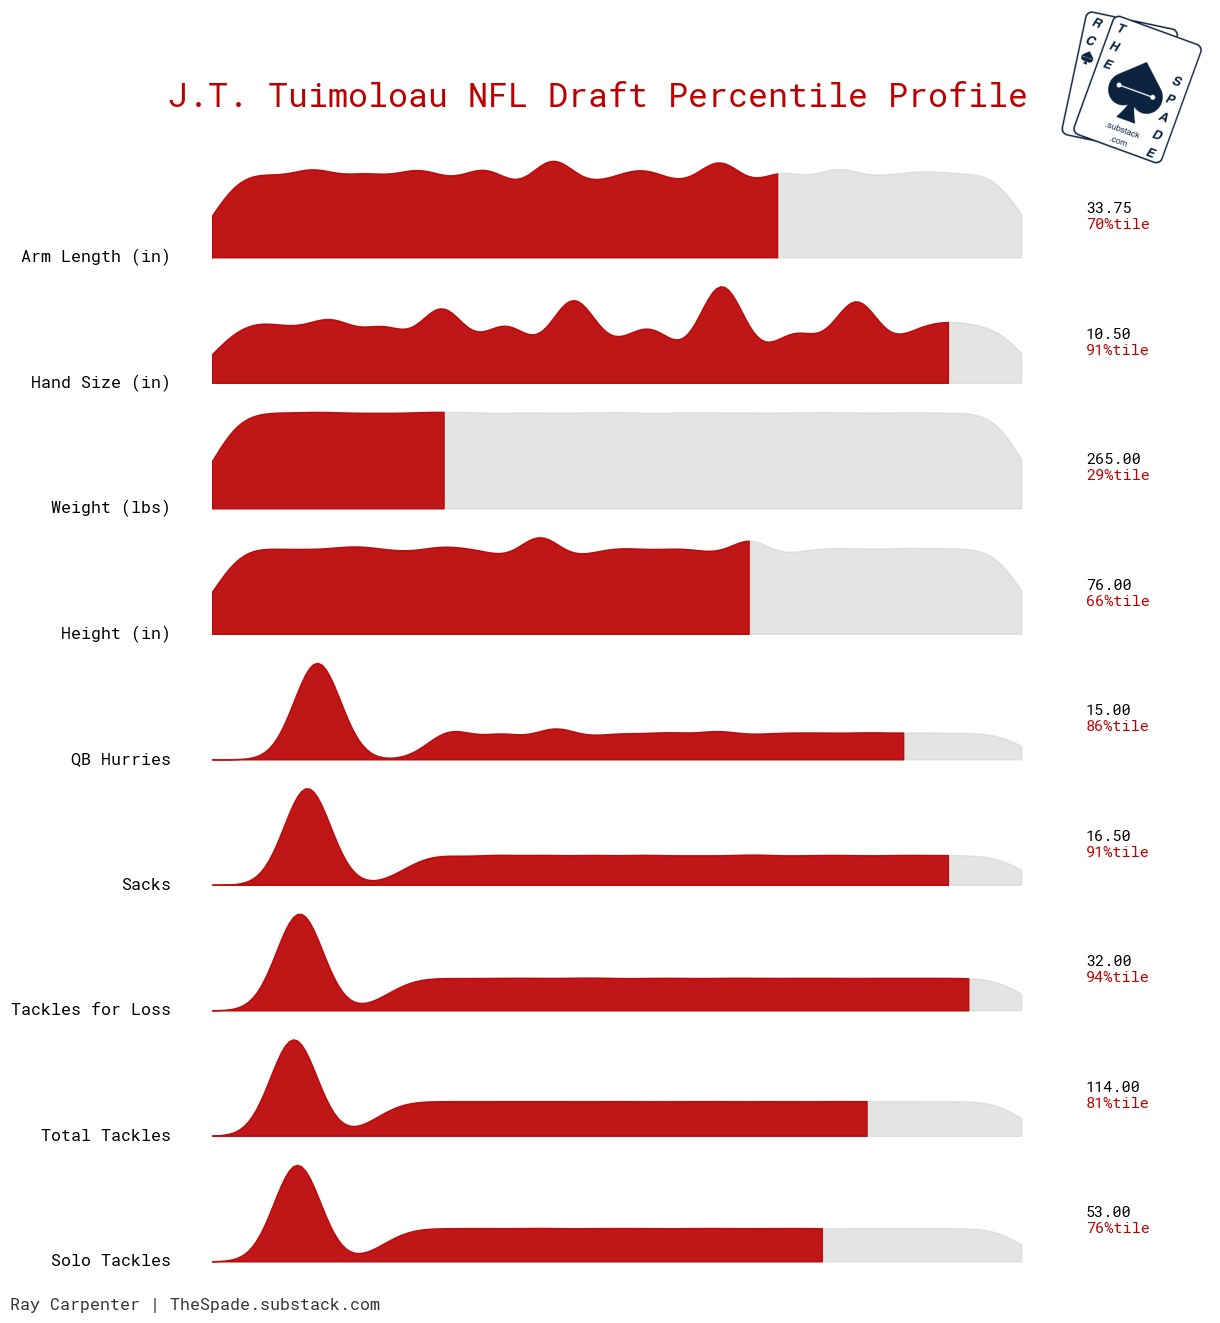 RC
THE
SPADE
.substack
.com
J.T. Tuimoloau NFL Draft Percentile Profile
Arm Length (in)
33.75
70%tile
Hand Size (in)
10.50
91%tile
Weight (lbs)
265.00
29%tile
Height (in)
76.00
66%tile
QB Hurries
15.00
86%tile
Sacks
16.50
91%tile
Tackles for Loss
32.00
94%tile
Total Tackles
114.00
81%tile
Solo Tackles
53.00
76%tile
Ray Carpenter | TheSpade.substack.com